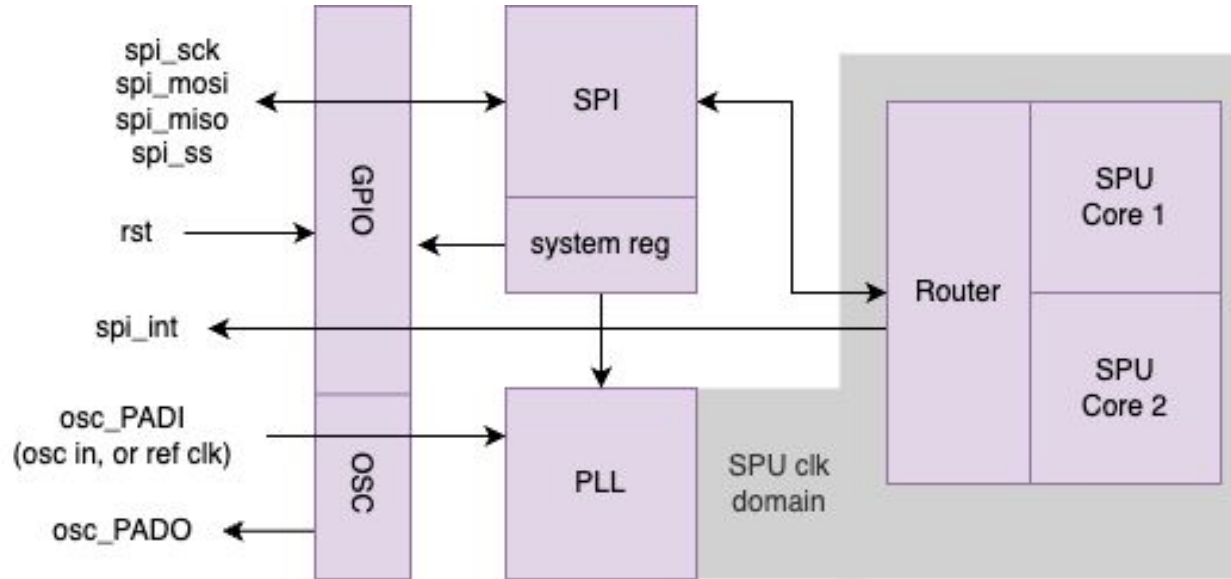 spi_sck
spi_mosi
spi_miso
spi_ss
rst
spi_int
osc_PADI
(osc in, or ref clk)
osc_PADO
GPIO
OSC
SPI
system reg
PLL
SPU clk
domain
Router
SPU
Core 1
SPU
Core 2